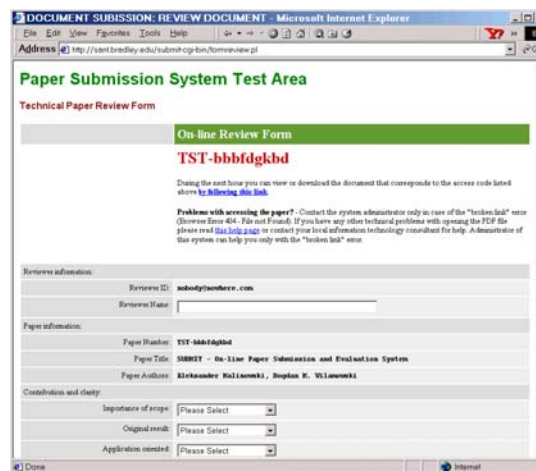 DOCUMENT SUBISSION: REVIEW DOCUMENT - Microsoft Internet Explorer
File Edit View Favorites Tools Help
Address http://sant.bradley.edu/submit-cgi-bin/formreview.pl
Paper Submission System Test Area
Technical Paper Review Form
On-line Review Form
TST-bbbfdgkbd
During the next hour you can view or download the document that corresponds to the access code listed
above by following this link.
Problems with accessing the paper? - Contact the system administrator only in case of the "broken link" error
(Browser Error 404 - File not Found). If you have any other technical problems with opening the PDF file
please read this help page or contact your local information technology consultant for help. Administrator of
this system can help you only with the "broken link" error.
Reviewer information:
Reviewer ID: nobody@nowhere.com
Reviewer Name:
Paper information:
Paper Number: TST-bbbfdgkbd
Paper Title: SUBMIT - On-line Paper Submission and Evaluation System
Paper Authors: Aleksander Malinowski, Bogdan M. Wilamowski
Contribution and clarity:
Importance of scope: Please Select
Original result: Please Select
Application oriented: Please Select
Done Internet